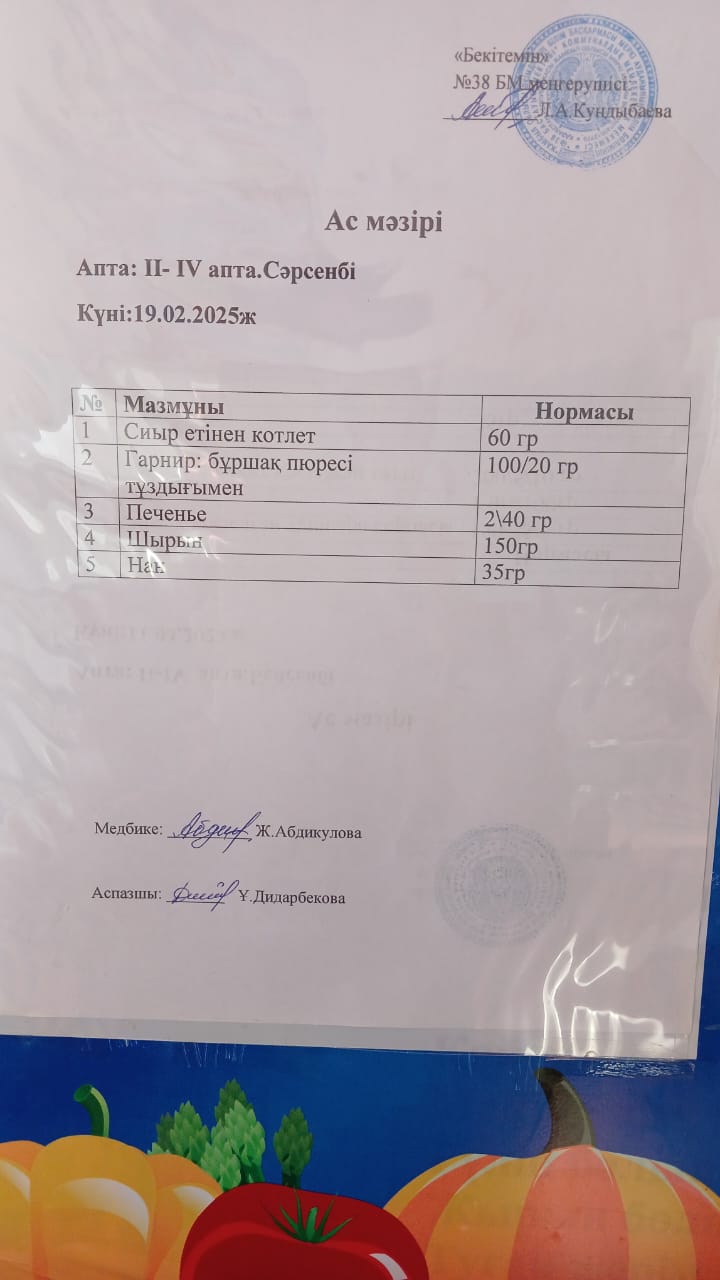 «Бекітемін»
№38 БМ меңгерушісі:
Л.А.Кундыбаева
Ас мәзірі
Апта: II- IV апта.Сәрсенбі
Күні:19.02.2025ж
№ Мазмұны Нормасы
1 Сиыр етінен котлет 60 гр
2 Гарнир: бұршақ пюресі 100/20 гр
тұздығымен
3 Печенье 2\40 гр
4 Шырын 150гр
5 Нан 35гр
Медбике: Ж.Абдикулова
Аспазшы: Ұ.Дидарбекова